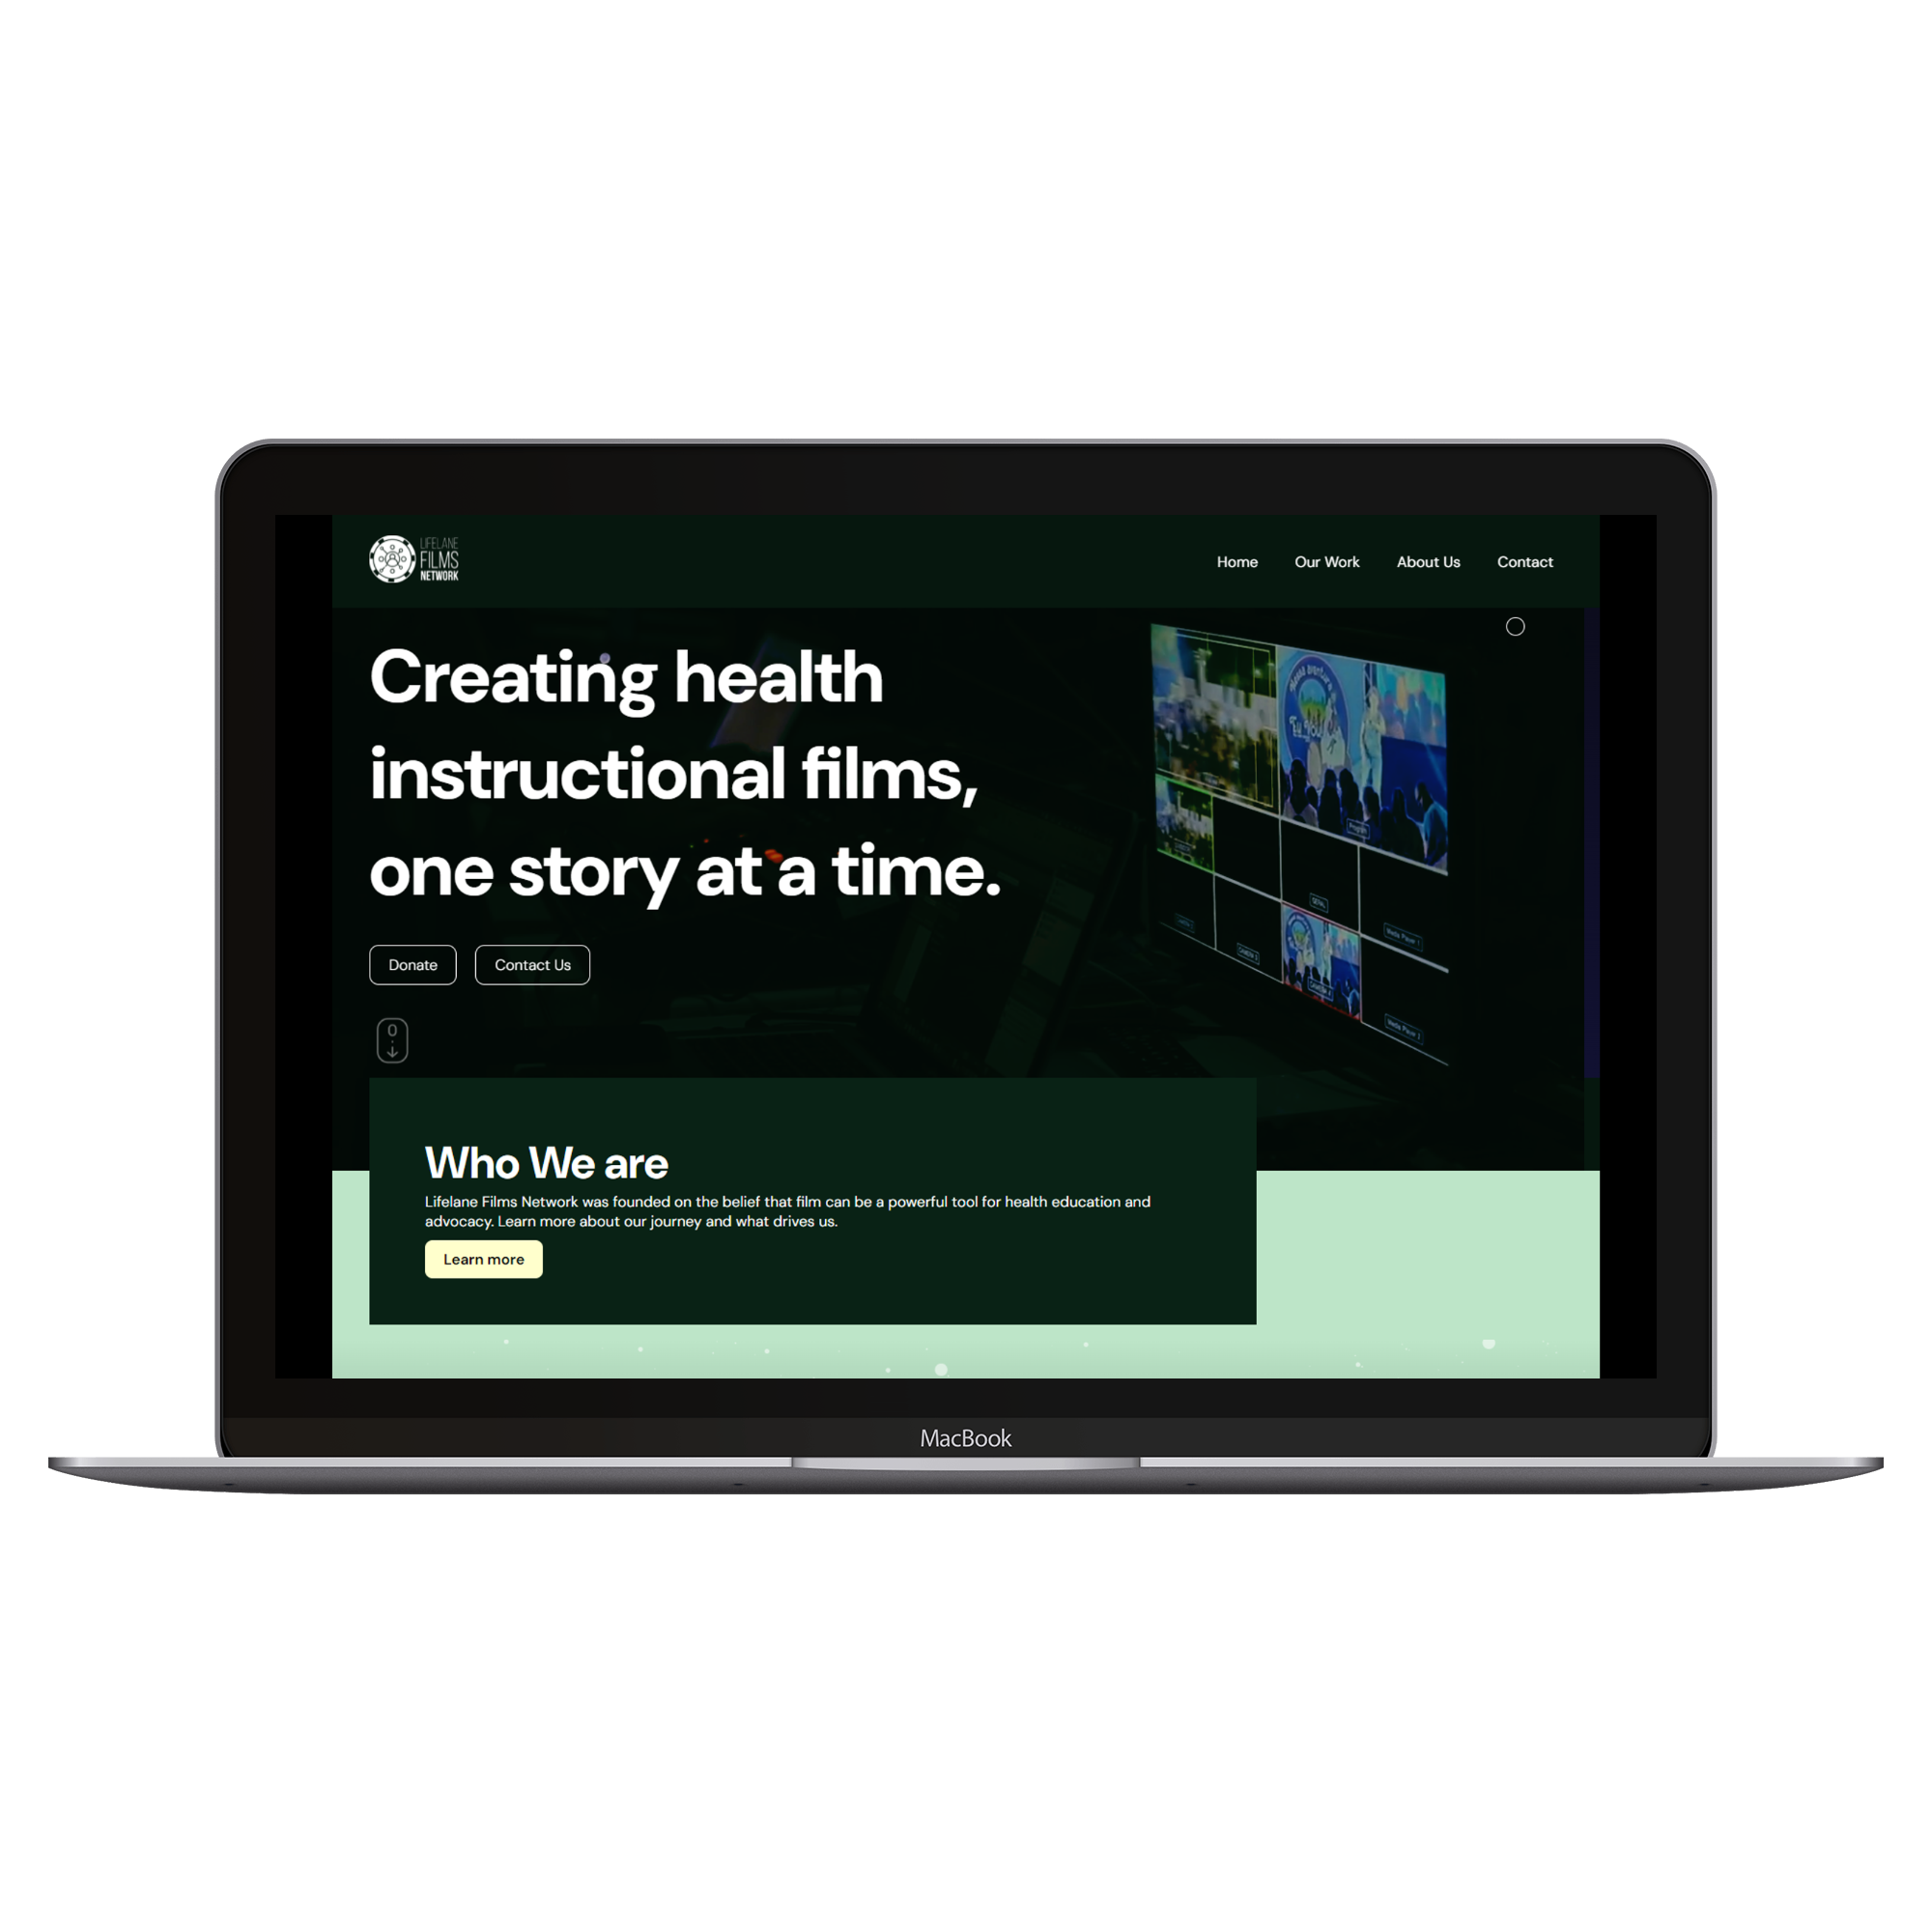 LIFELANE
FILMS
NETWORK
Home
Our Work
About Us
Contact
Creating health
instructional films,
one story at a time.
Donate
Contact Us
Who We are
Lifelane Films Network was founded on the belief that film can be a powerful tool for health education and
advocacy. Learn more about our journey and what drives us.
Learn more
MacBook